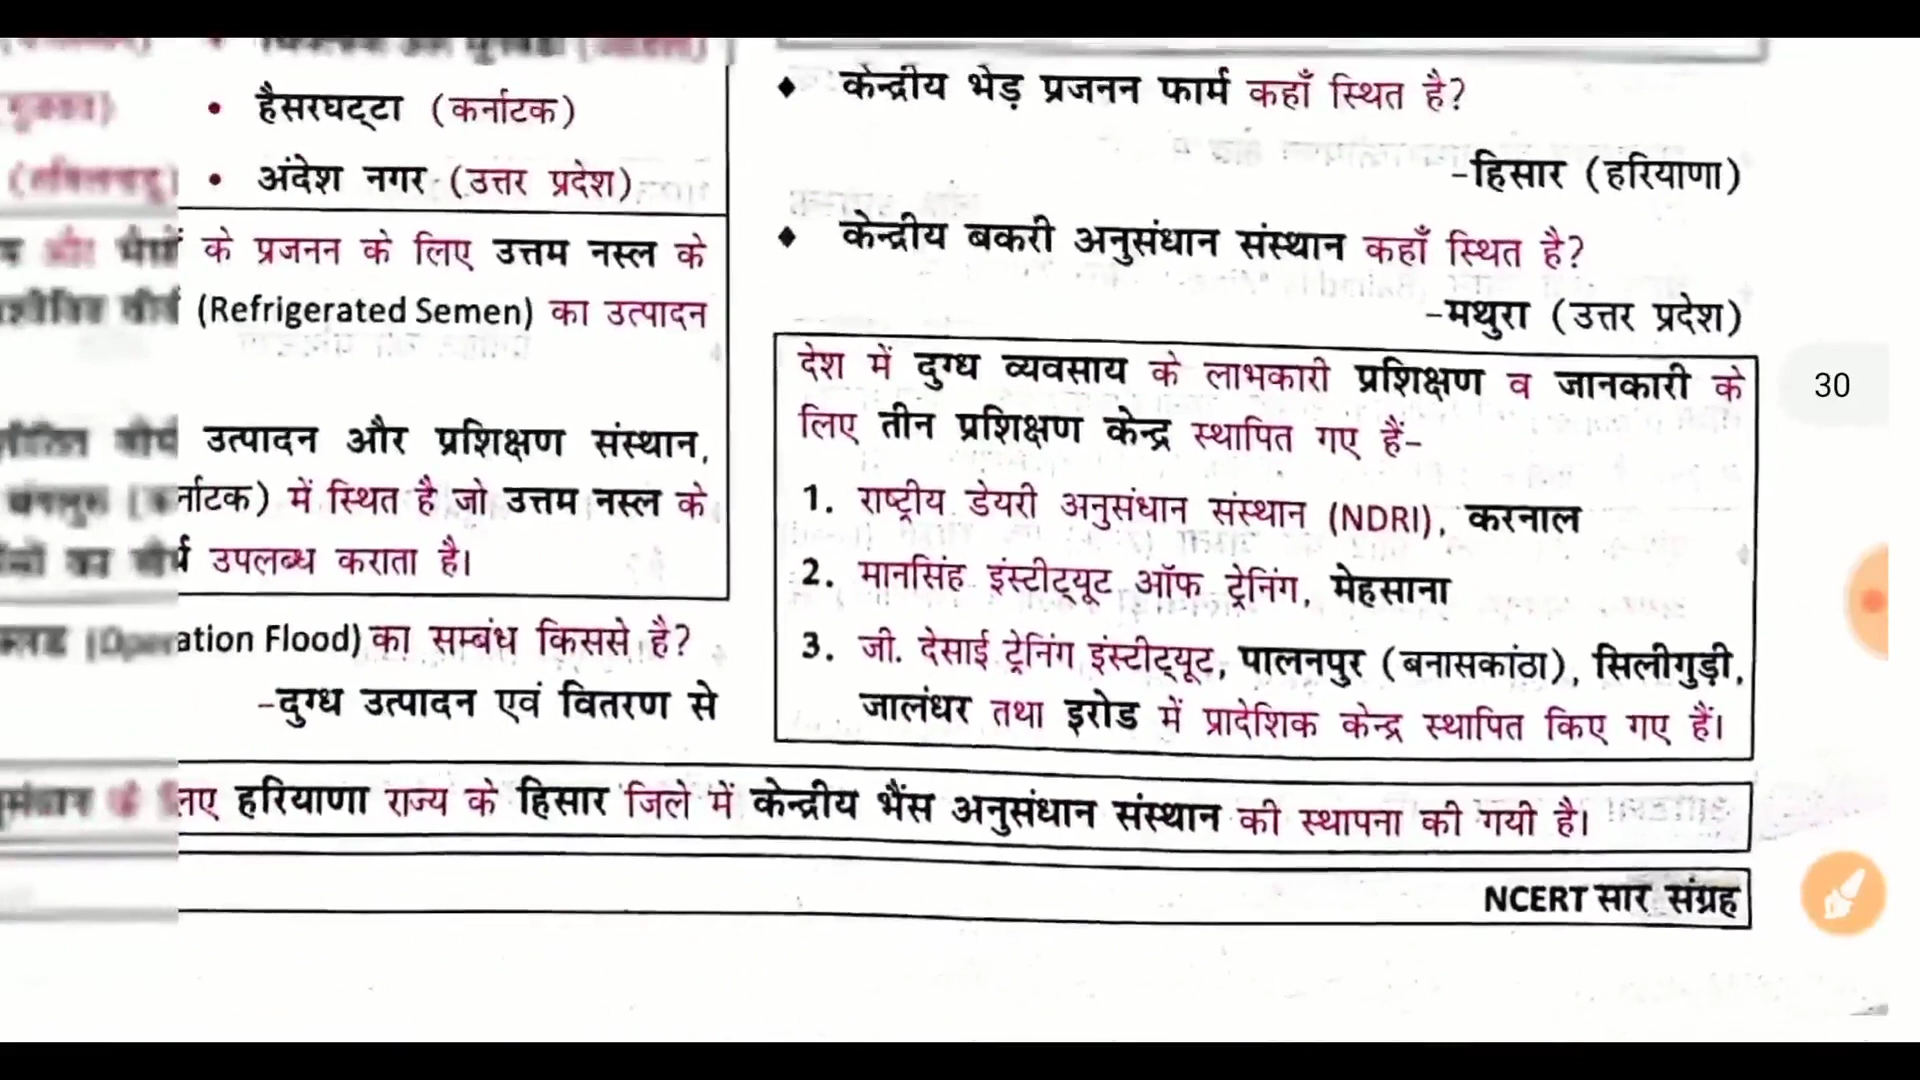 • हैसरघट्टा (कर्नाटक)
• अंदेश नगर (उत्तर प्रदेश)
के प्रजनन के लिए उत्तम नस्ल के
(Refrigerated Semen) का उत्पादन
उत्पादन और प्रशिक्षण संस्थान,
(कर्नाटक) में स्थित है जो उत्तम नस्ल के
उपलब्ध कराता है।
(Operation Flood) का सम्बंध किससे है?
-दुग्ध उत्पादन एवं वितरण से
♦ केन्द्रीय भेड़ प्रजनन फार्म कहाँ स्थित है?
-हिसार (हरियाणा)
♦ केन्द्रीय बकरी अनुसंधान संस्थान कहाँ स्थित है?
-मथुरा (उत्तर प्रदेश)
देश में दुग्ध व्यवसाय के लाभकारी प्रशिक्षण व जानकारी के
लिए तीन प्रशिक्षण केन्द्र स्थापित गए हैं-
1. राष्ट्रीय डेयरी अनुसंधान संस्थान (NDRI), करनाल
2. मानसिंह इंस्टीट्यूट ऑफ ट्रेनिंग, मेहसाना
3. जी. देसाई ट्रेनिंग इंस्टीट्यूट, पालनपुर (बनासकांठा), सिलीगुड़ी,
जालंधर तथा इरोड में प्रादेशिक केन्द्र स्थापित किए गए हैं।
30
लिए हरियाणा राज्य के हिसार जिले में केन्द्रीय भैंस अनुसंधान संस्थान की स्थापना की गयी है।
NCERT सार संग्रह